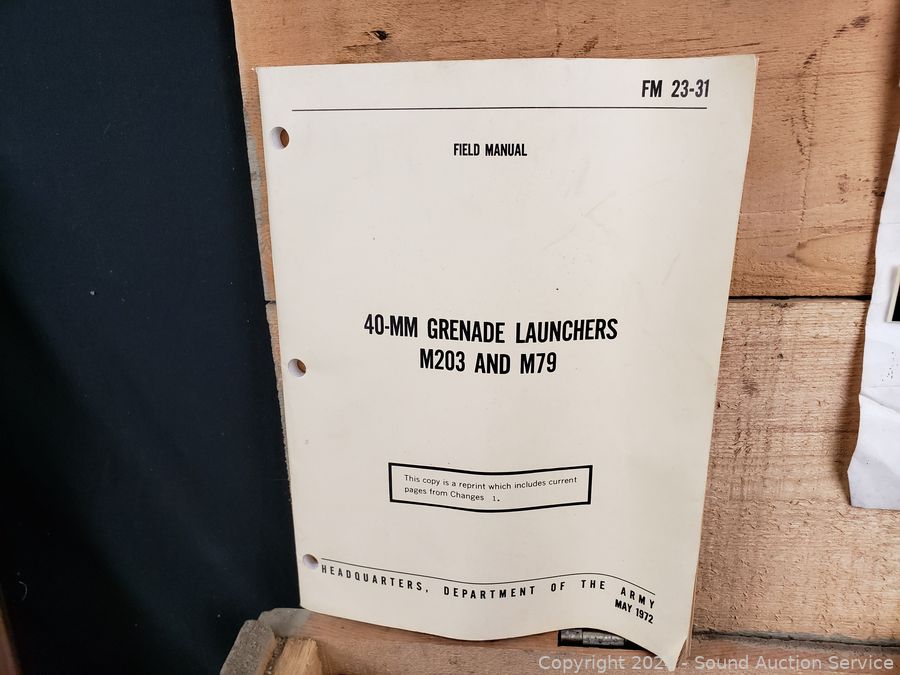 FM 23-31
FIELD MANUAL
40-MM GRENADE LAUNCHERS
M203 AND M79
This copy is a reprint which includes current
pages from Changes 1.
HEADQUARTERS, DEPARTMENT OF THE ARMY
MAY 1972
Copyright - Sound Auction Service